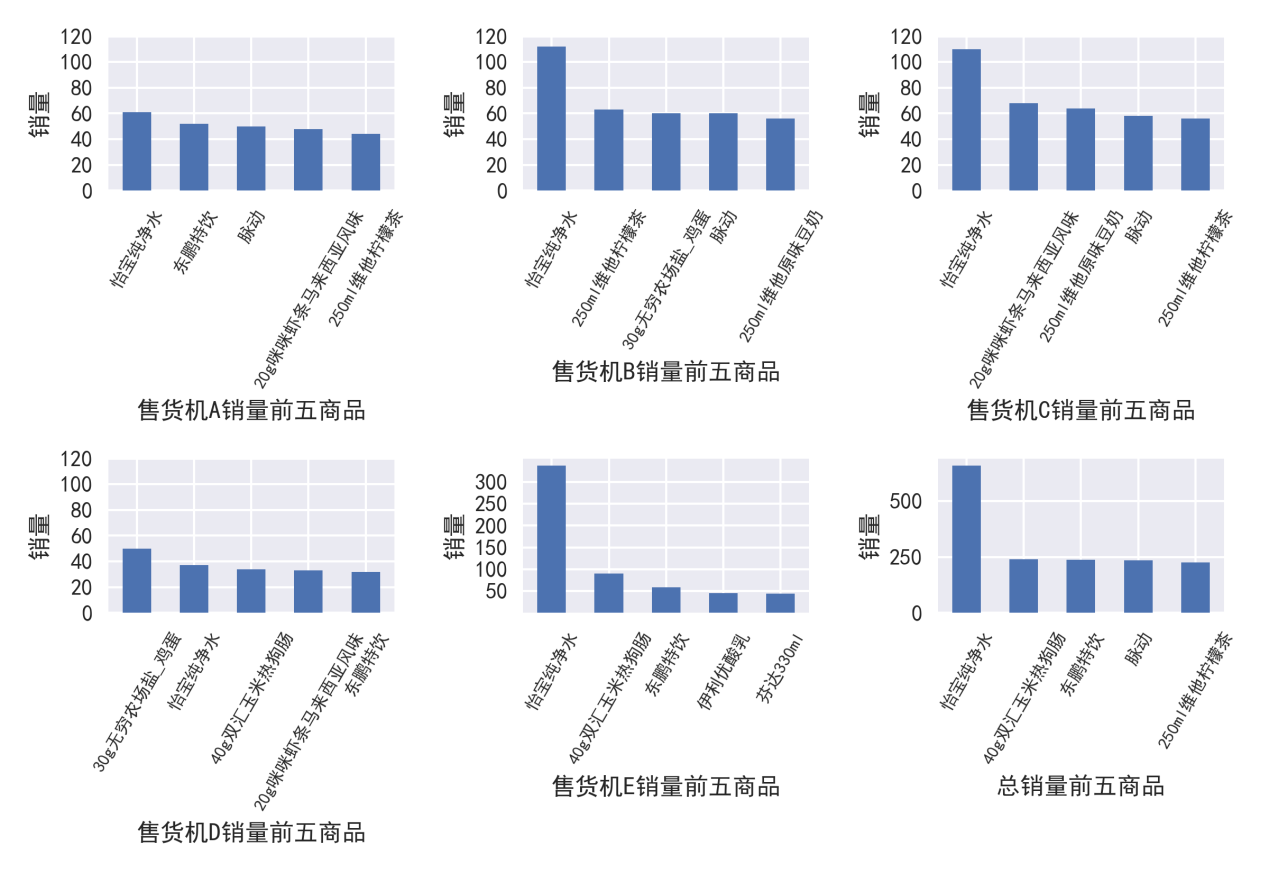 120
100
80
60
40
20
0
销量
怡宝纯净水
东鹏特饮
脉动
20g咪咪虾条马来西亚风味
250ml维他柠檬茶
售货机A销量前五商品
120
100
80
60
40
20
0
销量
怡宝纯净水
250ml维他柠檬茶
30g无穷农场盐_鸡蛋
脉动
250ml维他原味豆奶
售货机B销量前五商品
120
100
80
60
40
20
0
销量
怡宝纯净水
20g咪咪虾条马来西亚风味
250ml维他原味豆奶
脉动
250ml维他柠檬茶
售货机C销量前五商品
120
100
80
60
40
20
0
销量
30g无穷农场盐_鸡蛋
怡宝纯净水
40g双汇玉米热狗肠
20g咪咪虾条马来西亚风味
东鹏特饮
售货机D销量前五商品
300
250
200
150
100
50
销量
怡宝纯净水
40g双汇玉米热狗肠
东鹏特饮
伊利优酸乳
芬达330ml
售货机E销量前五商品
500
250
0
销量
怡宝纯净水
40g双汇玉米热狗肠
东鹏特饮
脉动
250ml维他柠檬茶
总销量前五商品